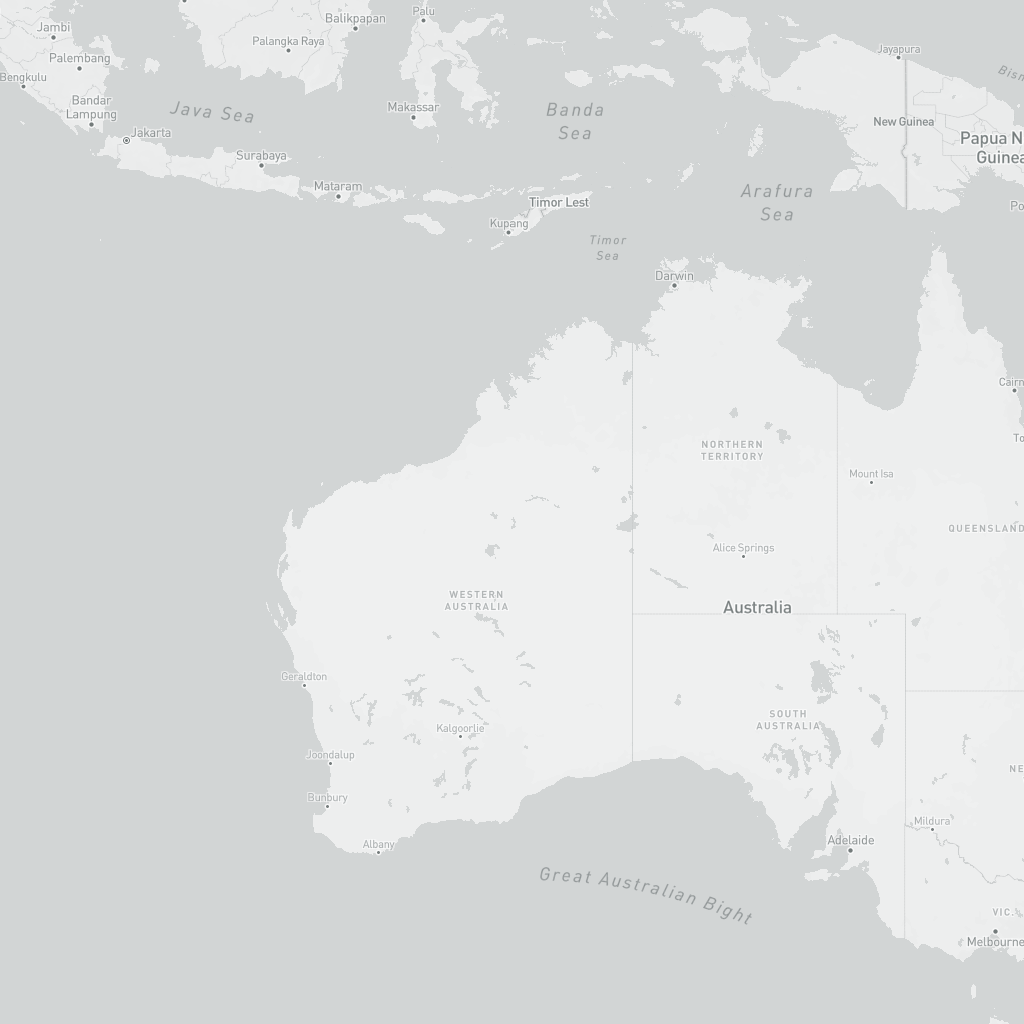 Palu
Balikpapan
Jambi
Palangka Raya
Jayapura
Palembang
Bengkulu
Bism
Bandar
Lampung
Makassar
Java Sea
Banda
Sea
New Guinea
Jakarta
Papua N
Guinea
Surabaya
Mataram
Arafura
Sea
Timor Lest
Po
Kupang
Timor
Sea
Darwin
Cairn
To
NORTHERN
TERRITORY
Mount Isa
QUEENSLAND
Alice Springs
WESTERN
AUSTRALIA
Australia
Geraldton
SOUTH
AUSTRALIA
Kalgoorlie
Joondalup
NE
Bunbury
Mildura
Albany
Adelaide
Great Australian Bight
VIC.
Melbourne